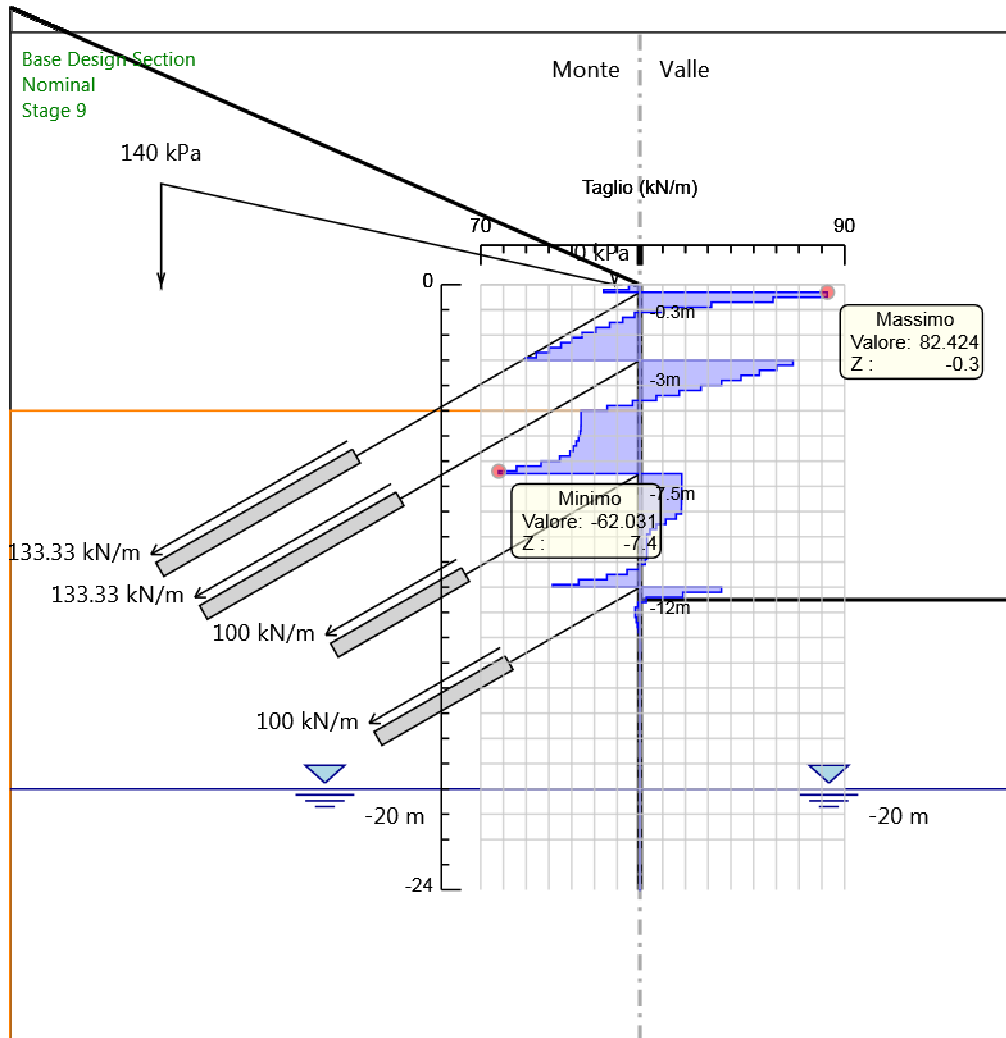 Base Design Section
Nominal
Stage 9
Monte
Valle
140 kPa
Taglio (kN/m)
70
90
0 kPa
0
-0.3m
Massimo
Valore: 82.424
Z : -0.3
-3m
-7.5m
Minimo
Valore: -62.031
Z : -7.4
133.33 kN/m
133.33 kN/m
100 kN/m
-12m
100 kN/m
-20 m
-20 m
-24